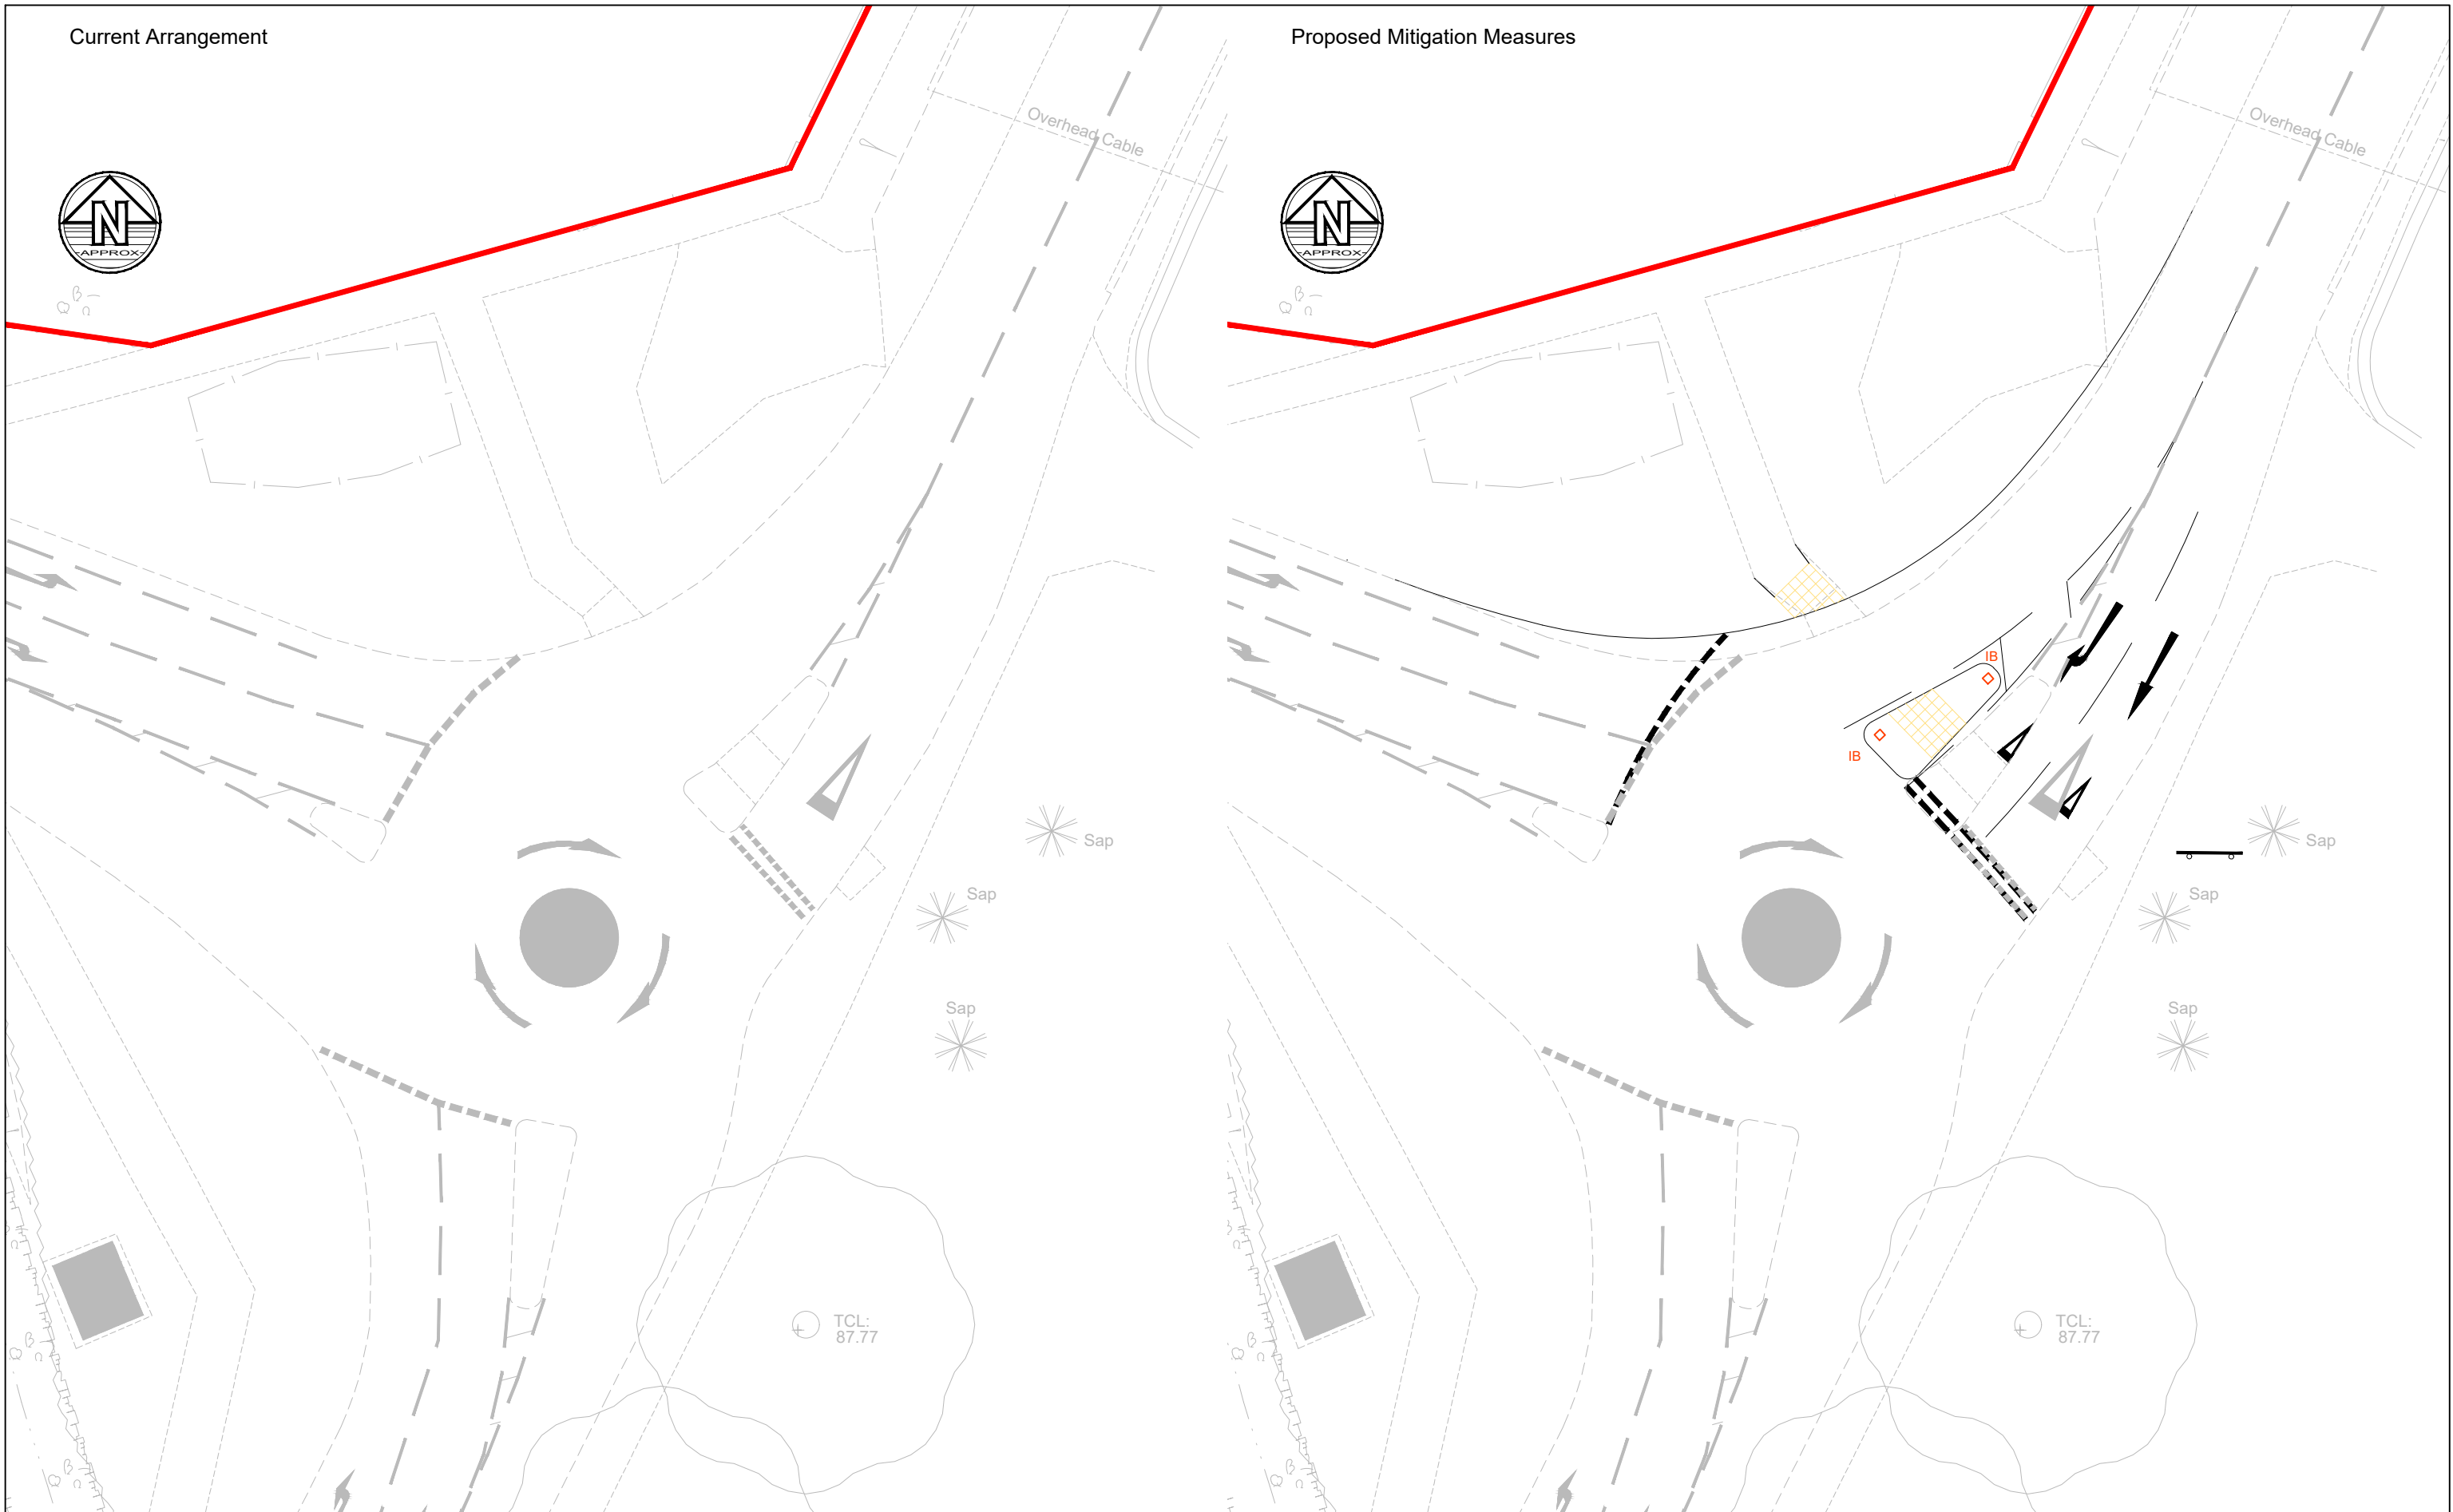 Current Arrangement
Overhead Cable
N
APPROX
Sap
Sap
Sap
TCL:
87.77
Proposed Mitigation Measures
Overhead Cable
N
APPROX
IB
IB
Sap
Sap
Sap
TCL:
87.77